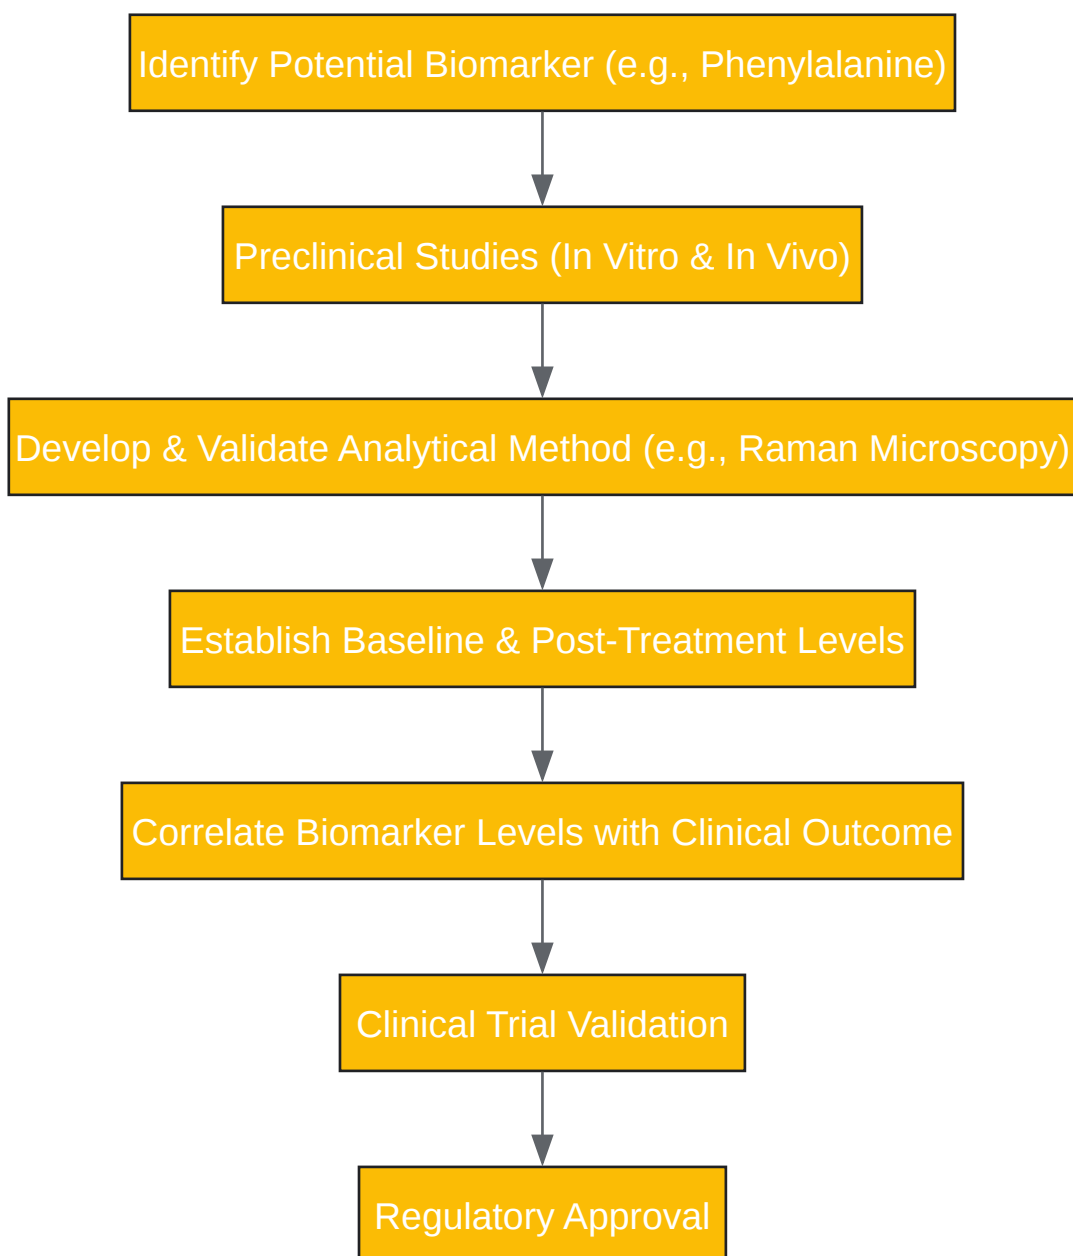 Identify Potential Biomarker (e.g., Phenylalanine)
Preclinical Studies (In Vitro & In Vivo)
Develop & Validate Analytical Method (e.g., Raman Microscopy)
Establish Baseline & Post-Treatment Levels
Correlate Biomarker Levels with Clinical Outcome
Clinical Trial Validation
Regulatory Approval